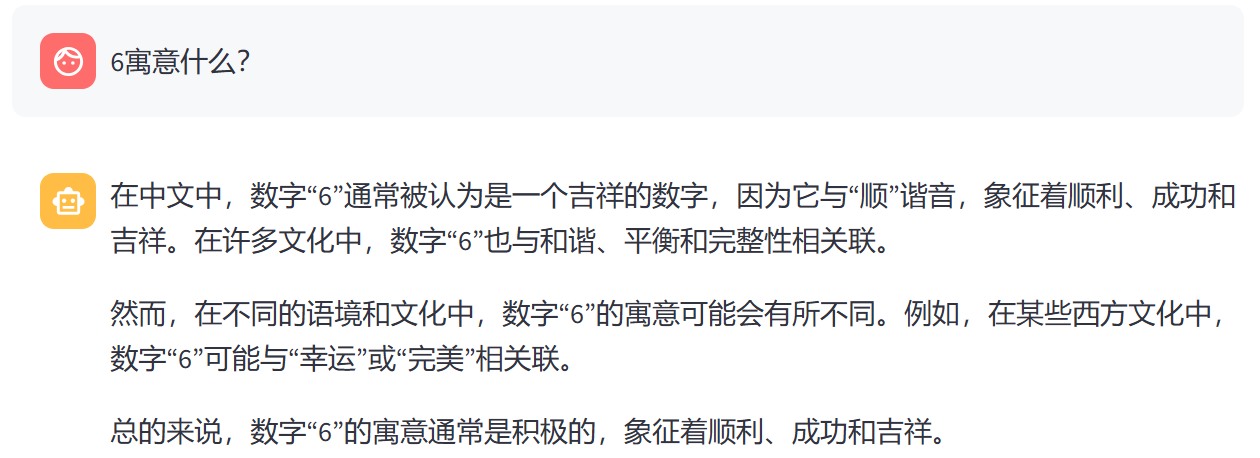 6寓意什么？
在中文中，数字“6”通常被认为是一个吉祥的数字，因为它与“顺”谐音，象征着顺利、成功和
吉祥。在许多文化中，数字“6”也与和谐、平衡和完整性相关联。
然而，在不同的语境和文化中，数字“6”的寓意可能会有所不同。例如，在某些西方文化中，
数字“6”可能与“幸运”或“完美”相关联。
总的来说，数字“6”的寓意通常是积极的，象征着顺利、成功和吉祥。